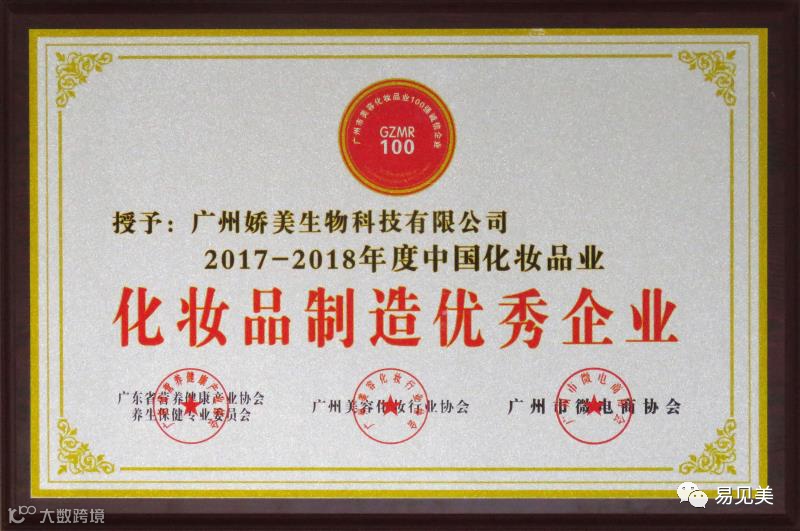 广州市美容化妆品业100强诚信企业
GZMR
100
授予：广州娇美生物科技有限公司
2017-2018年度中国化妆品业
化妆品制造优秀企业
广东省营养健康产业协会
养生保健专业委员会
广州美容化妆行业协会
广州市微电商协会
易见美
大数跨境